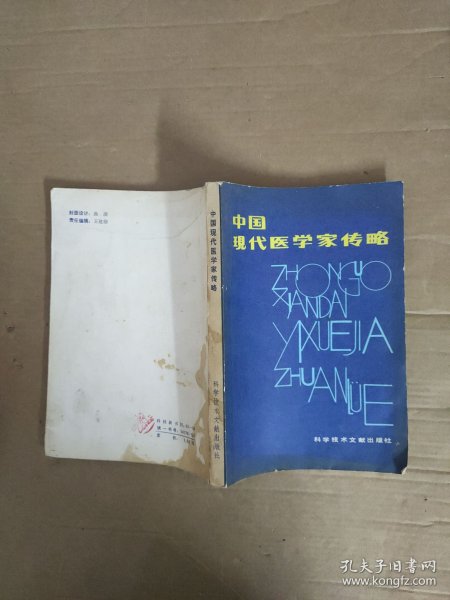 封面设计:
责任编辑:
中国现代医学家传略
科学技术文献出版社
中国
现代医学家传略
ZHONGUO
XIANDAI
YIXUEJIA
ZHUANLÜE
科学技术文献出版社
孔夫子旧书网
www.kongfz.com